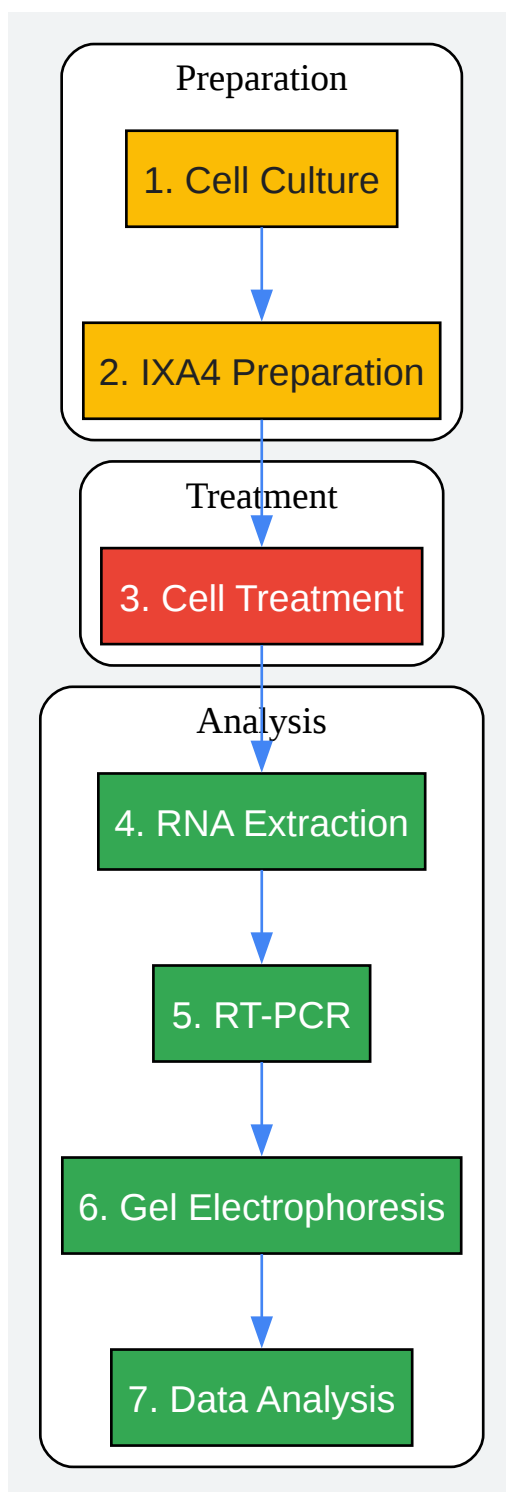 Preparation
1. Cell Culture
2. IXA4 Preparation
Treatment
3. Cell Treatment
Analysis
4. RNA Extraction
5. RT-PCR
6. Gel Electrophoresis
7. Data Analysis